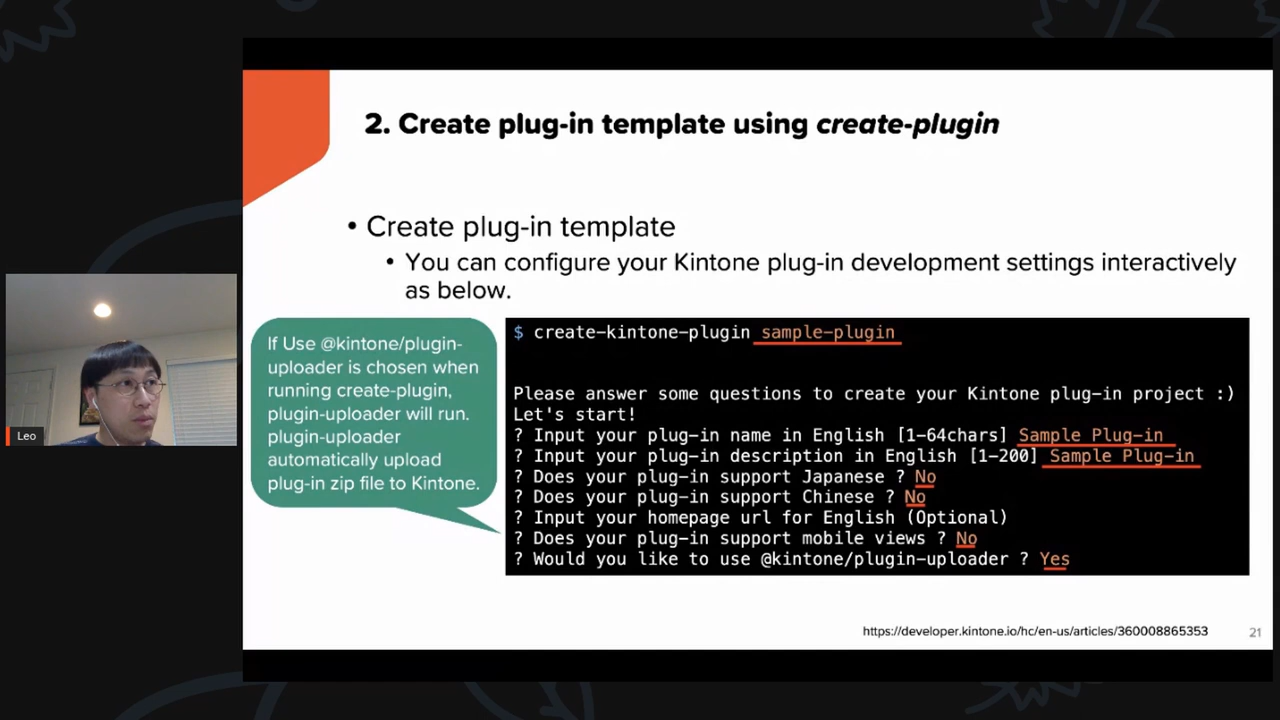 2. Create plug-in template using create-plugin
• Create plug-in template
• You can configure your Kintone plug-in development settings interactively
as below.
If Use @kintone/plugin-
uploader is chosen when
running create-plugin,
plugin-uploader will run.
plugin-uploader
automatically upload
plug-in zip file to Kintone.
$ create-kintone-plugin sample-plugin
Please answer some questions to create your Kintone plug-in project :)
Let's start!
? Input your plug-in name in English [1-64chars] Sample Plug-in
? Input your plug-in description in English [1-200] Sample Plug-in
? Does your plug-in support Japanese ? No
? Does your plug-in support Chinese ? No
? Input your homepage url for English (Optional)
? Does your plug-in support mobile views ? No
? Would you like to use @kintone/plugin-uploader ? Yes
https://developer.kintone.io/hc/en-us/articles/360008865353
21
Leo